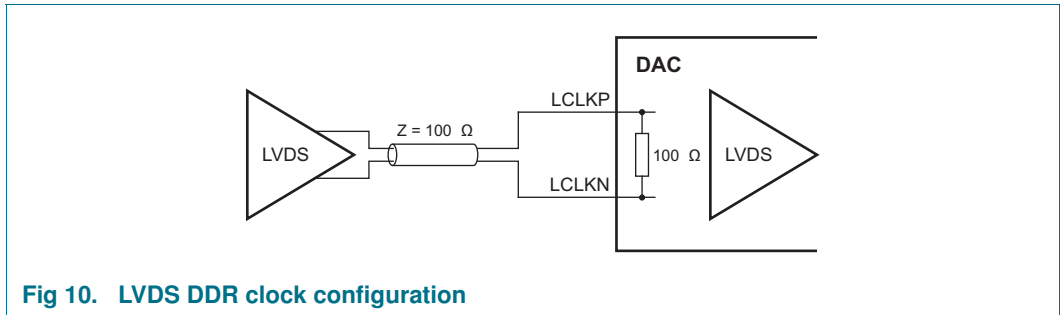 DAC
LCLKP
Z = 100 Ω
LVDS
100 Ω
LVDS
LCLKN
Fig 10. LVDS DDR clock configuration